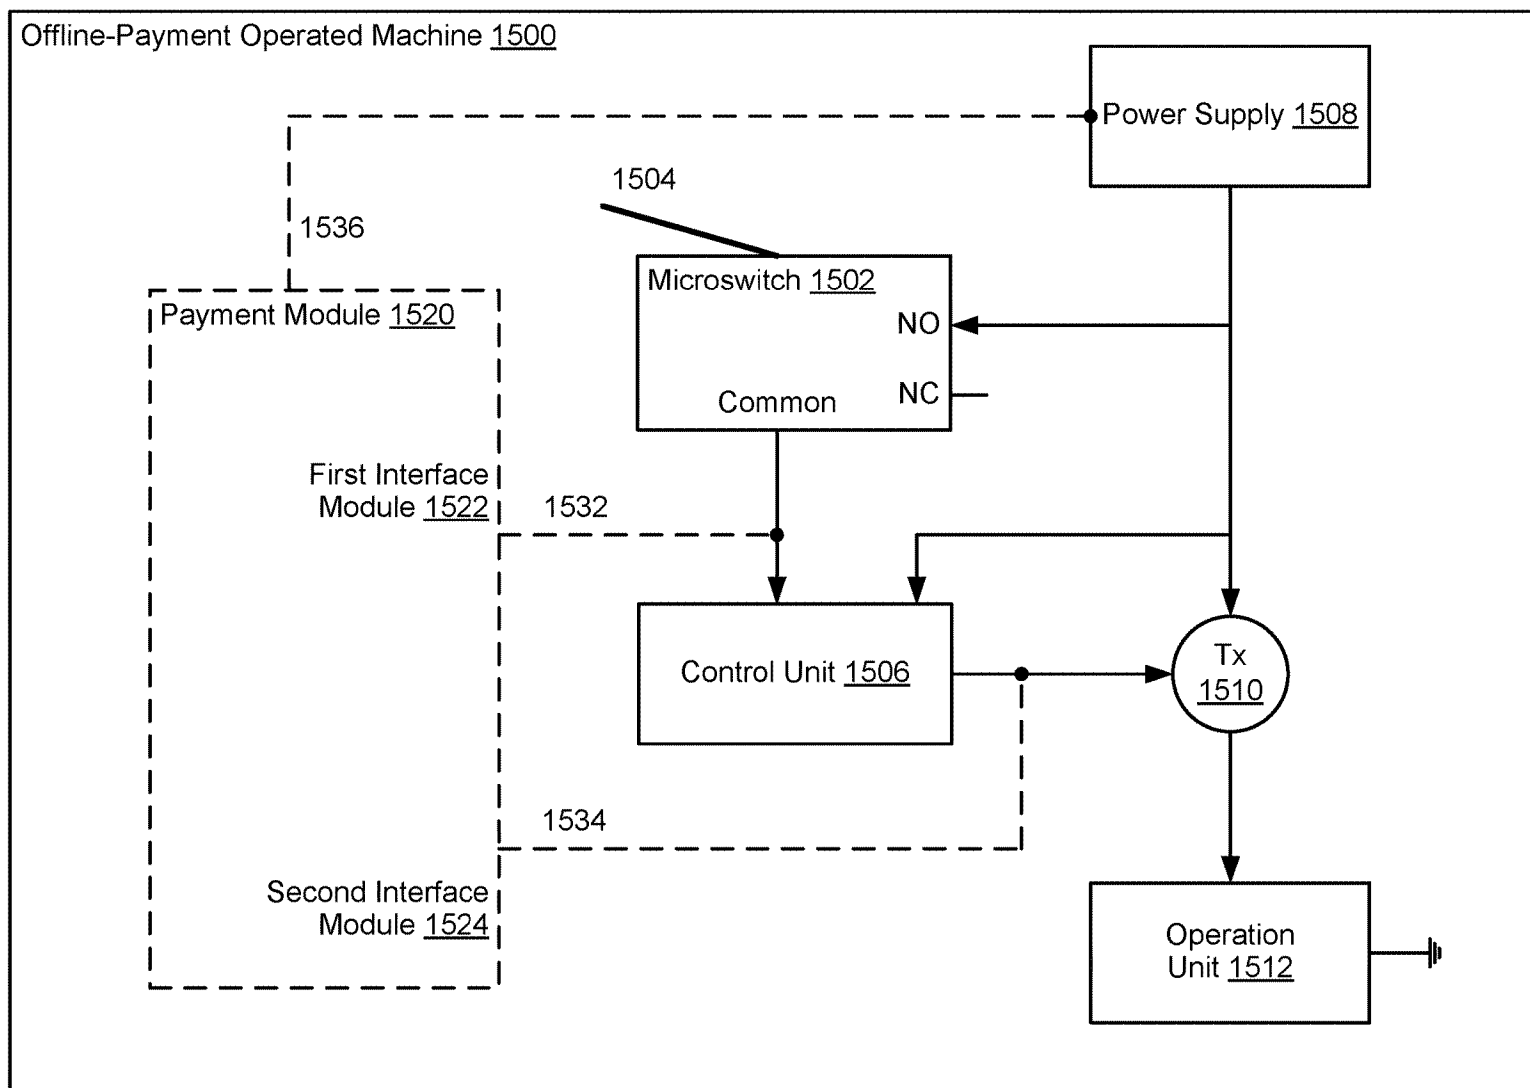 Offline-Payment Operated Machine 1500
Power Supply 1508
1504
1536
Microswitch 1502
Payment Module 1520
NO
NC
Common
First Interface
Module 1522
1532
Control Unit 1506
Tx
1510
1534
Second Interface
Module 1524
Operation
Unit 1512